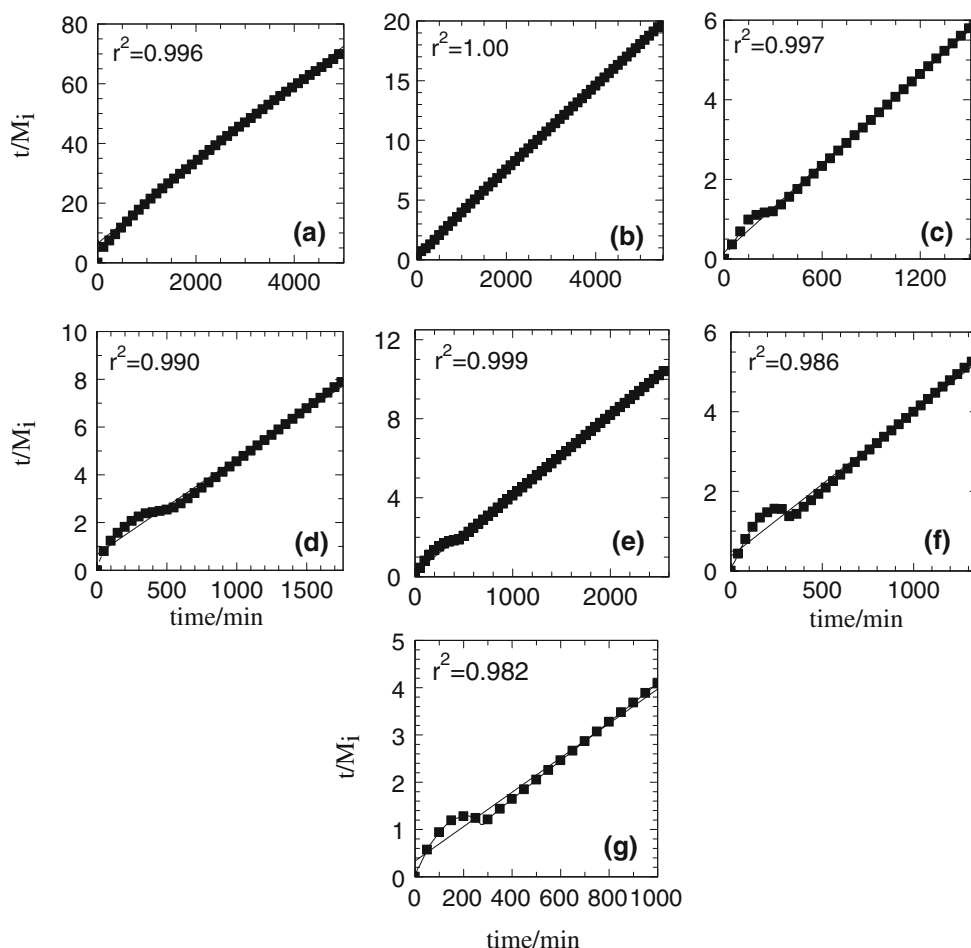 80
60
40
20
0
t/Mi
r²=0.996
(a)
0 2000 4000
20
15
10
5
0
r²=1.00
(b)
0 2000 4000
6
4
2
0
r²=0.997
(c)
0 600 1200
10
8
6
4
2
0
t/Mi
r²=0.990
(d)
0 500 1000 1500
time/min
12
8
4
0
r²=0.999
(e)
0 1000 2000
6
4
2
0
r²=0.986
(f)
0 500 1000
time/min
5
4
3
2
1
0
t/Mi
r²=0.982
(g)
0 200 400 600 800 1000
time/min